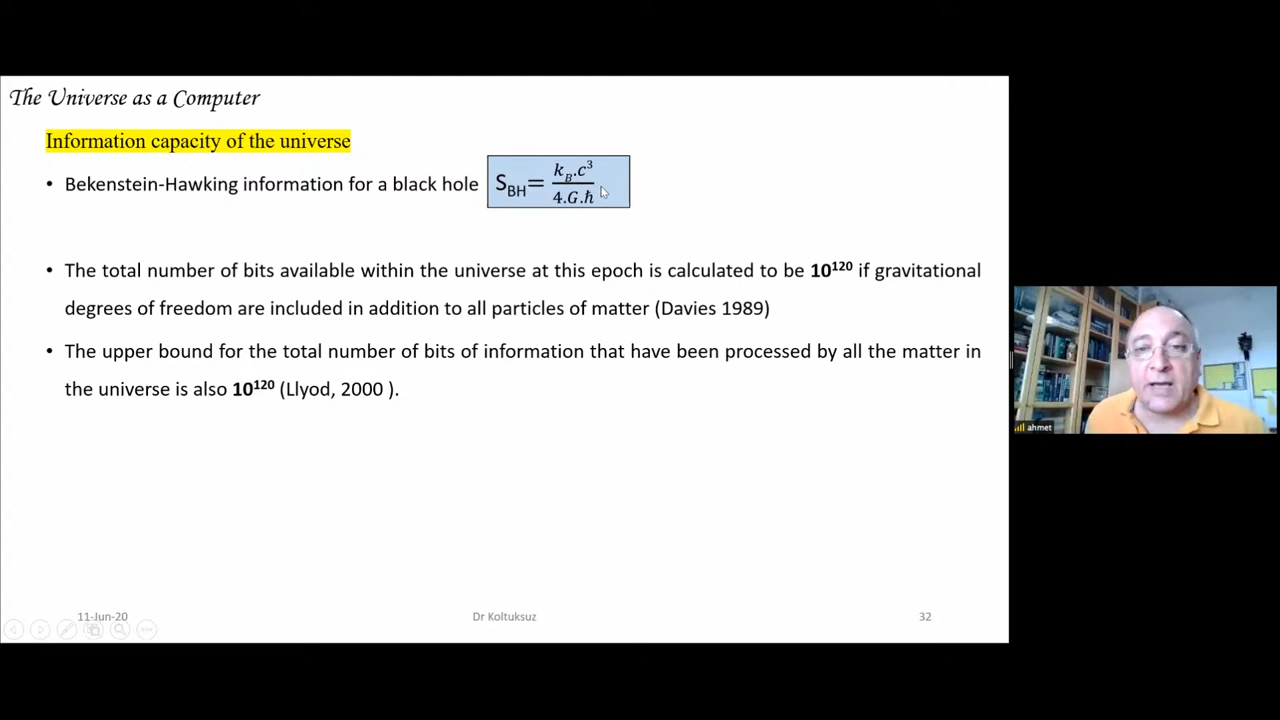 The Universe as a Computer
Information capacity of the universe
• Bekenstein-Hawking information for a black hole S_BH = k_B.c³ / 4.G.ℏ
• The total number of bits available within the universe at this epoch is calculated to be 10¹²⁰ if gravitational
degrees of freedom are included in addition to all particles of matter (Davies 1989)
• The upper bound for the total number of bits of information that have been processed by all the matter in
the universe is also 10¹²⁰ (Llyod, 2000 ).
ahmet
11-Jun-20 Dr Koltuksuz 32